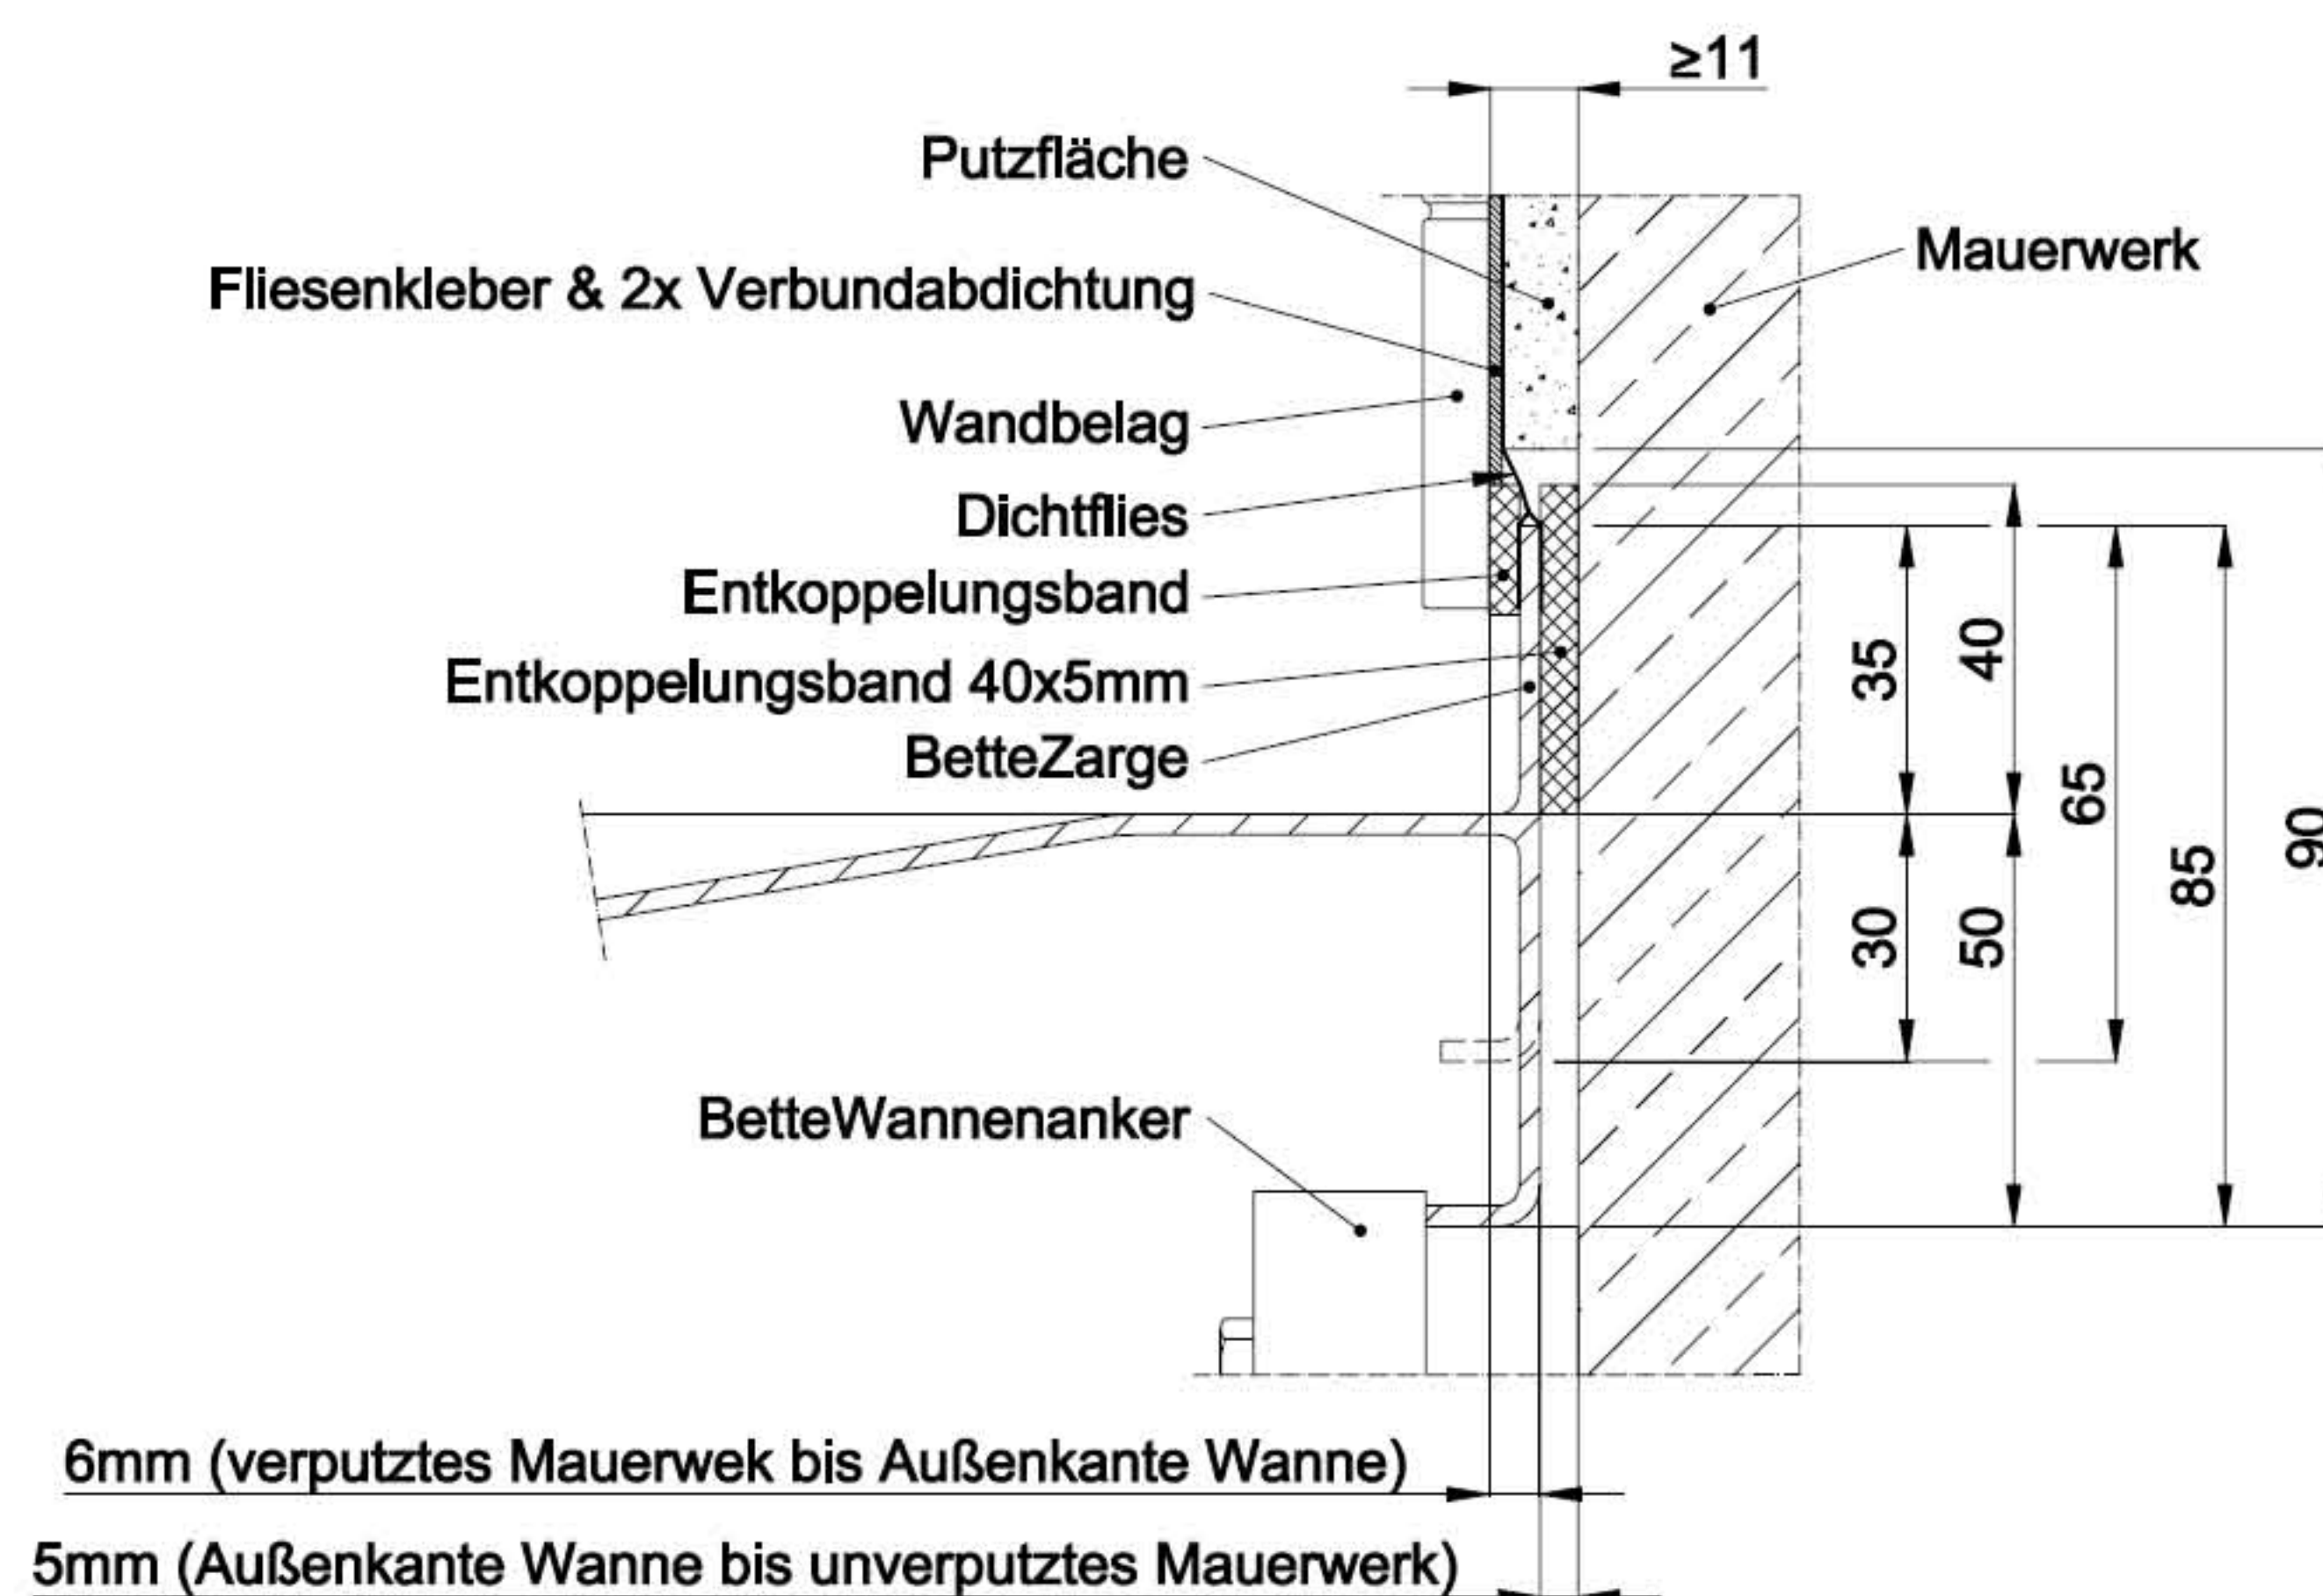 ≥11
Putzfläche
Mauerwerk
Fliesenkleber & 2x Verbundabdichtung
Wandbelag
Dichtflies
Entkoppelungsband
Entkoppelungsband 40x5mm
BetteZarge
35
40
65
85
90
30
50
BetteWannenanker
6mm (verputztes Mauerwek bis Außenkante Wanne)
5mm (Außenkante Wanne bis unverputztes Mauerwerk)